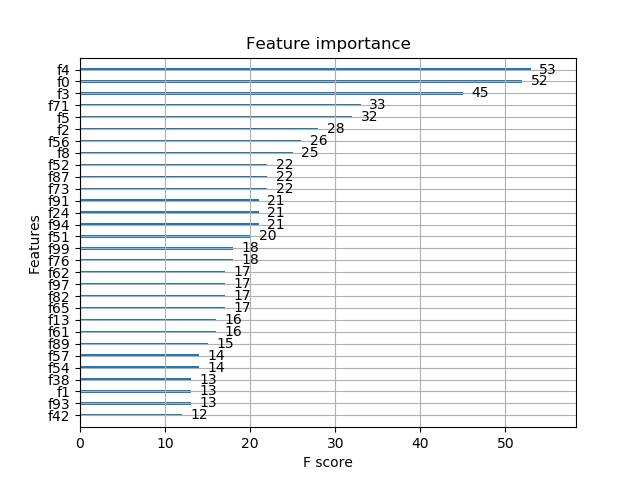 Feature importance
Features
f4 53
f0 52
f3 45
f71 33
f5 32
f2 28
f56 26
f8 25
f52 22
f87 22
f73 22
f91 21
f24 21
f94 21
f51 20
f99 18
f76 18
f62 17
f97 17
f82 17
f65 17
f13 16
f61 16
f89 15
f57 14
f54 14
f38 13
f1 13
f93 13
f42 12
0 10 20 30 40 50
F score